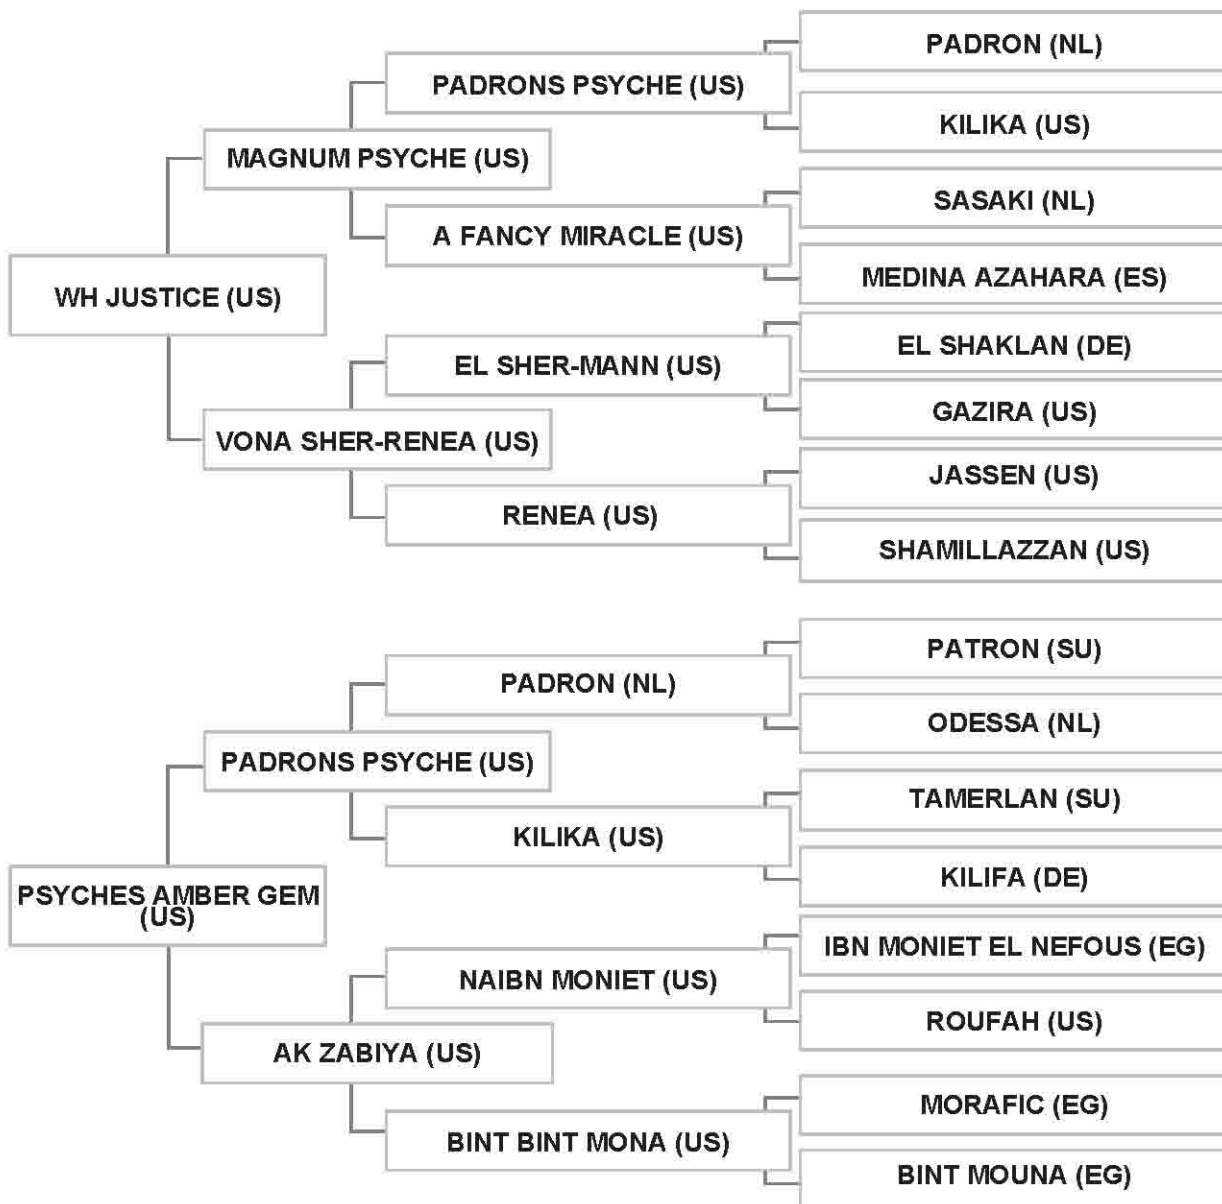 PADRON (NL)
PADRONS PSYCHE (US)
KILIKA (US)
MAGNUM PSYCHE (US)
SASAKI (NL)
A FANCY MIRACLE (US)
MEDINA AZAHARA (ES)
WH JUSTICE (US)
EL SHAKLAN (DE)
EL SHER-MANN (US)
GAZIRA (US)
VONA SHER-RENEA (US)
JASSEN (US)
RENEA (US)
SHAMILLAZZAN (US)
PATRON (SU)
PADRON (NL)
ODESSA (NL)
PADRONS PSYCHE (US)
TAMERLAN (SU)
KILIKA (US)
KILIFA (DE)
PSYCHES AMBER GEM
(US)
IBN MONIET EL NEFOUS (EG)
NAIBN MONIET (US)
ROUFAH (US)
AK ZABIYA (US)
MORAFIC (EG)
BINT BINT MONA (US)
BINT MOUNA (EG)